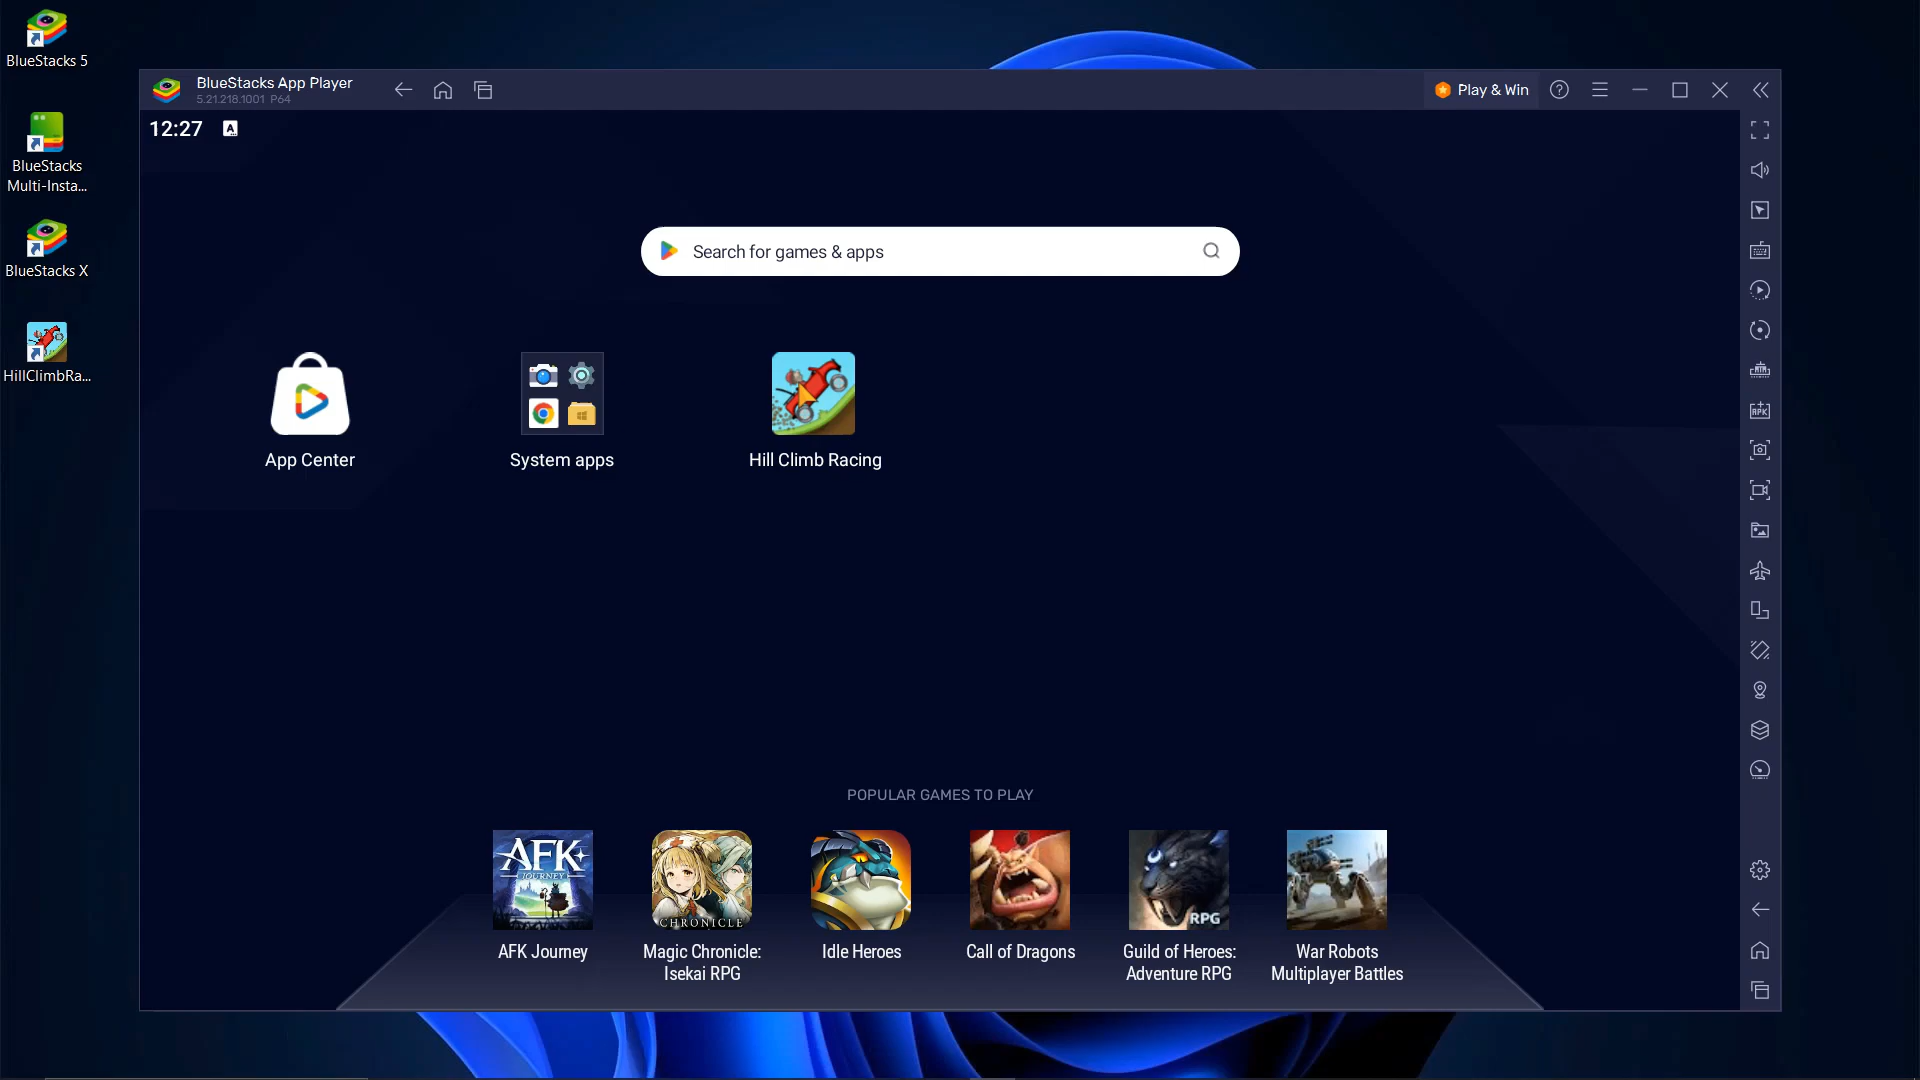 BlueStacks 5
BlueStacks
Multi-Insta...
BlueStacks X
HillClimbRa...
BlueStacks App Player
5.21.218.1001 P64
Play & Win
12:27
A
Search for games & apps
App Center
System apps
Hill Climb Racing
APK
POPULAR GAMES TO PLAY
AFK
JOURNEY
CHRONICLE
RPG
AFK Journey
Magic Chronicle:
Isekai RPG
Idle Heroes
Call of Dragons
Guild of Heroes:
Adventure RPG
War Robots
Multiplayer Battles